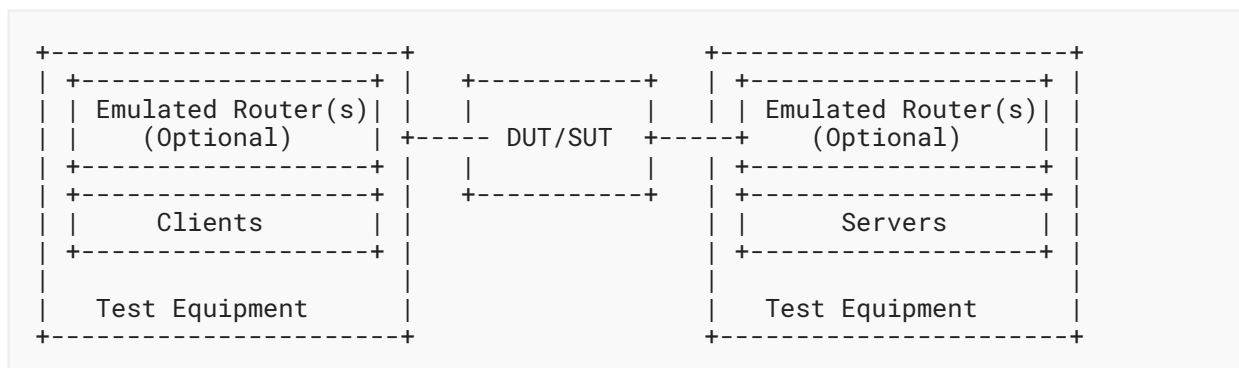 +------------------------+                   +------------------------+
| +--------------------+ |   +-----------+   | +--------------------+ |
| | Emulated Router(s)| |   |           |   | | Emulated Router(s)| |
| |    (Optional)      | +----- DUT/SUT  +-----+    (Optional)      | |
| +--------------------+ |   |           |   | +--------------------+ |
| +--------------------+ |   +-----------+   | +--------------------+ |
| |     Clients        | |                   | |      Servers       | |
| +--------------------+ |                   | +--------------------+ |
|                        |                   |                        |
|   Test Equipment       |                   |   Test Equipment       |
+------------------------+                   +------------------------+